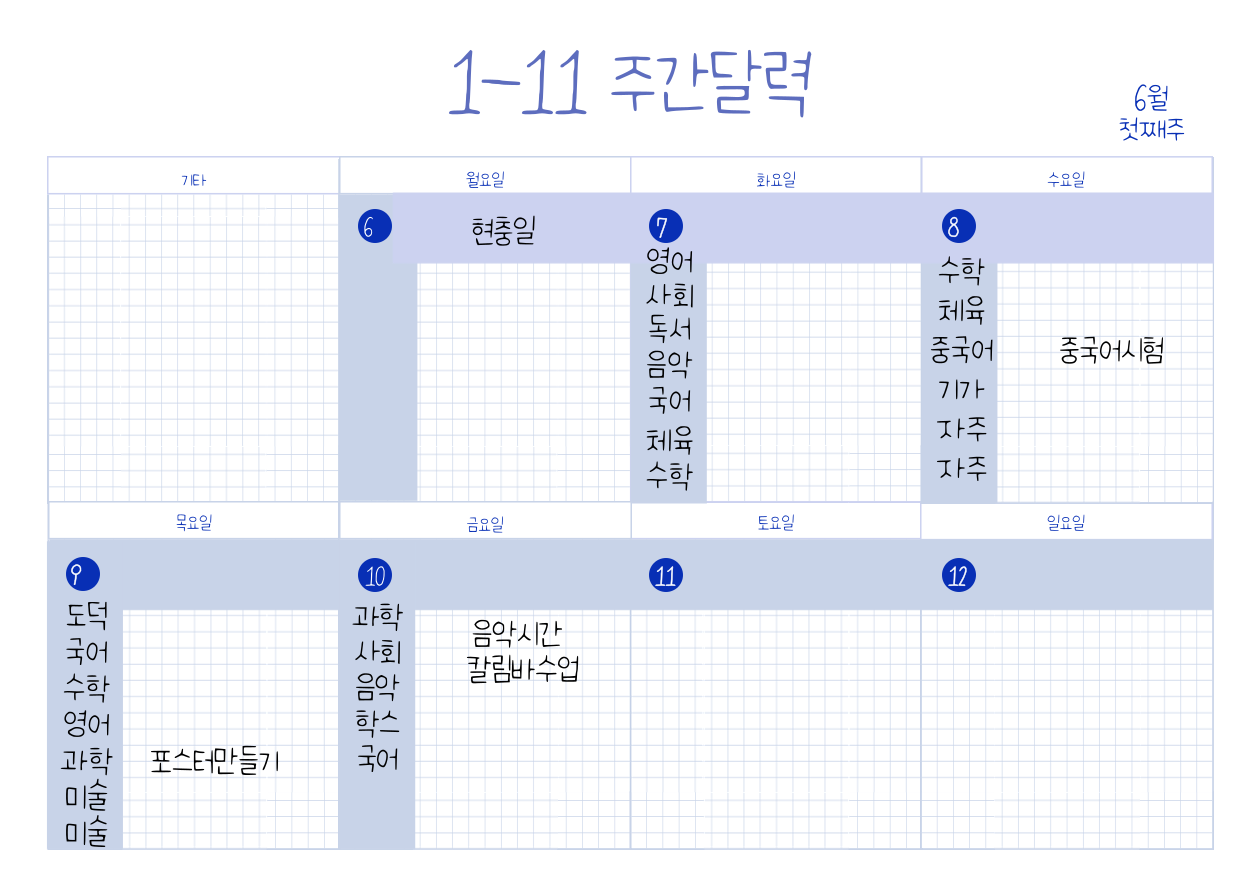 1-11 주간달력
6월
첫째주
기타
월요일
화요일
수요일
6
현충일
7
영어
사회
독서
음악
국어
체육
수학
8
수학
체육
중국어
중국어시험
기가
자주
자주
목요일
금요일
토요일
일요일
9
도덕
국어
수학
영어
과학
포스터만들기
미술
미술
10
과학
사회
음악
학스
국어
음악시간
칼림바수업
11
12